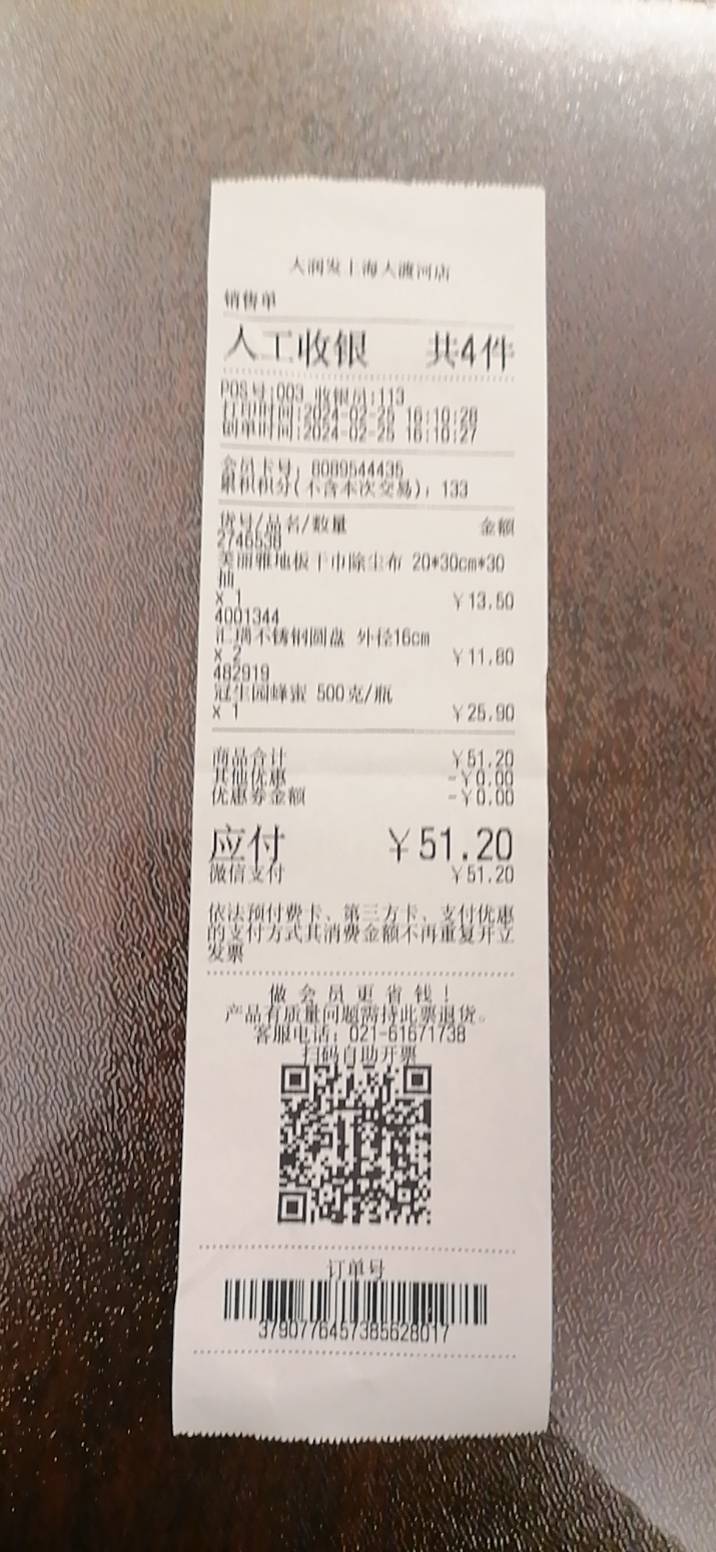 大润发上海大渡河店
销售单
人工收银 共4件
POS号:003 收银员:113
打印时间:2024-02-25 16:10:28
创单时间:2024-02-25 16:10:27
会员卡号: 8089544435
累积积分(不含本次交易): 133
货号/品名/数量 金额
2746538
美丽雅地板干巾除尘布 20*30cm*30
抽
x 1 ￥13.50
4001344
汇瑞不锈钢圆盘 外径16cm
x 2 ￥11.80
482919
冠生园蜂蜜 500克/瓶
x 1 ￥25.90
商品合计 ￥51.20
其他优惠 -￥0.00
优惠券金额 -￥0.00
应付 ￥51.20
微信支付 ￥51.20
依法预付费卡、第三方卡、支付优惠
的支付方式其消费金额不再重复开立
发票
做会员更省钱!
产品有质量问题需持此票退货。
客服电话: 021-61671738
扫码自助开票
订单号
3790776457385628017